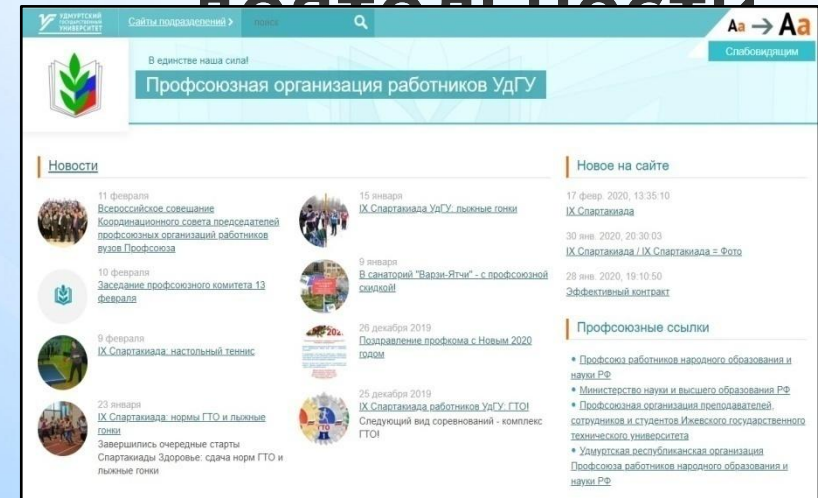 деятельности
УДМУРТСКИЙ
ГОСУДАРСТВЕННЫЙ
УНИВЕРСИТЕТ
Сайты подразделений >
поиск
Aa → Aa
Слабовидящим
В единстве наша сила!
Профсоюзная организация работников УдГУ
Новости
11 февраля
Всероссийское совещание
Координационного совета председателей
профсоюзных организаций работников
вузов Профсоюза
10 февраля
Заседание профсоюзного комитета 13
февраля
9 февраля
IX Спартакиада: настольный теннис
23 января
IX Спартакиада: нормы ГТО и лыжные
гонки
Завершились очередные старты
Спартакиады Здоровье: сдача норм ГТО и
лыжные гонки
15 января
IX Спартакиада УдГУ: лыжные гонки
9 января
В санаторий "Варзи-Ятчи" - с профсоюзной
скидкой!
26 декабря 2019
Поздравление профкома с Новым 2020
годом
25 декабря 2019
IX Спартакиада работников УдГУ: ГТО!
Следующий вид соревнований - комплекс
ГТО!
Новое на сайте
17 февр. 2020, 13:35:10
IX Спартакиада
30 янв. 2020, 20:30:03
IX Спартакиада / IX Спартакиада = Фото
28 янв. 2020, 19:10:50
Эффективный контракт
Профсоюзные ссылки
• Профсоюз работников народного образования и
науки РФ
• Министерство науки и высшего образования РФ
• Профсоюзная организация преподавателей,
сотрудников и студентов Ижевского государственного
технического университета
• Удмуртская республиканская организация
Профсоюза работников народного образования и
науки РФ